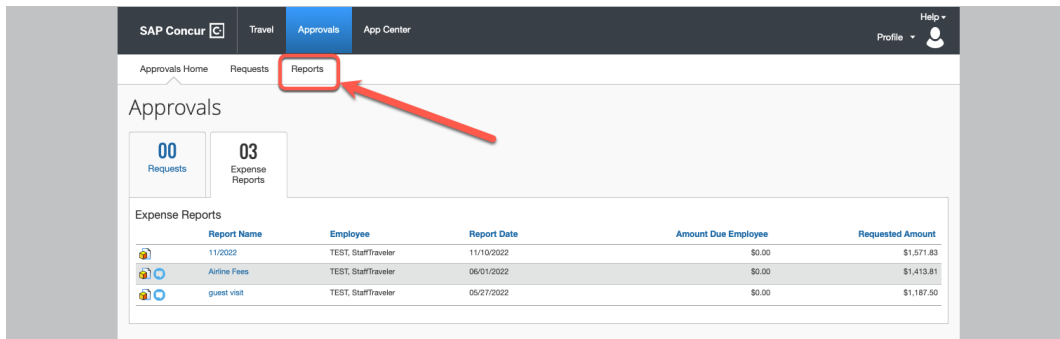 Help
SAP Concur C Travel Approvals App Center
Profile
Approvals Home Requests Reports
Approvals
00 03
Requests Expense
Reports
Expense Reports
Report Name Employee Report Date Amount Due Employee Requested Amount
11/2022 TEST, StaffTraveler 11/10/2022 $0.00 $1,571.83
Airline Fees TEST, StaffTraveler 06/01/2022 $0.00 $1,413.81
guest visit TEST, StaffTraveler 05/27/2022 $0.00 $1,187.50